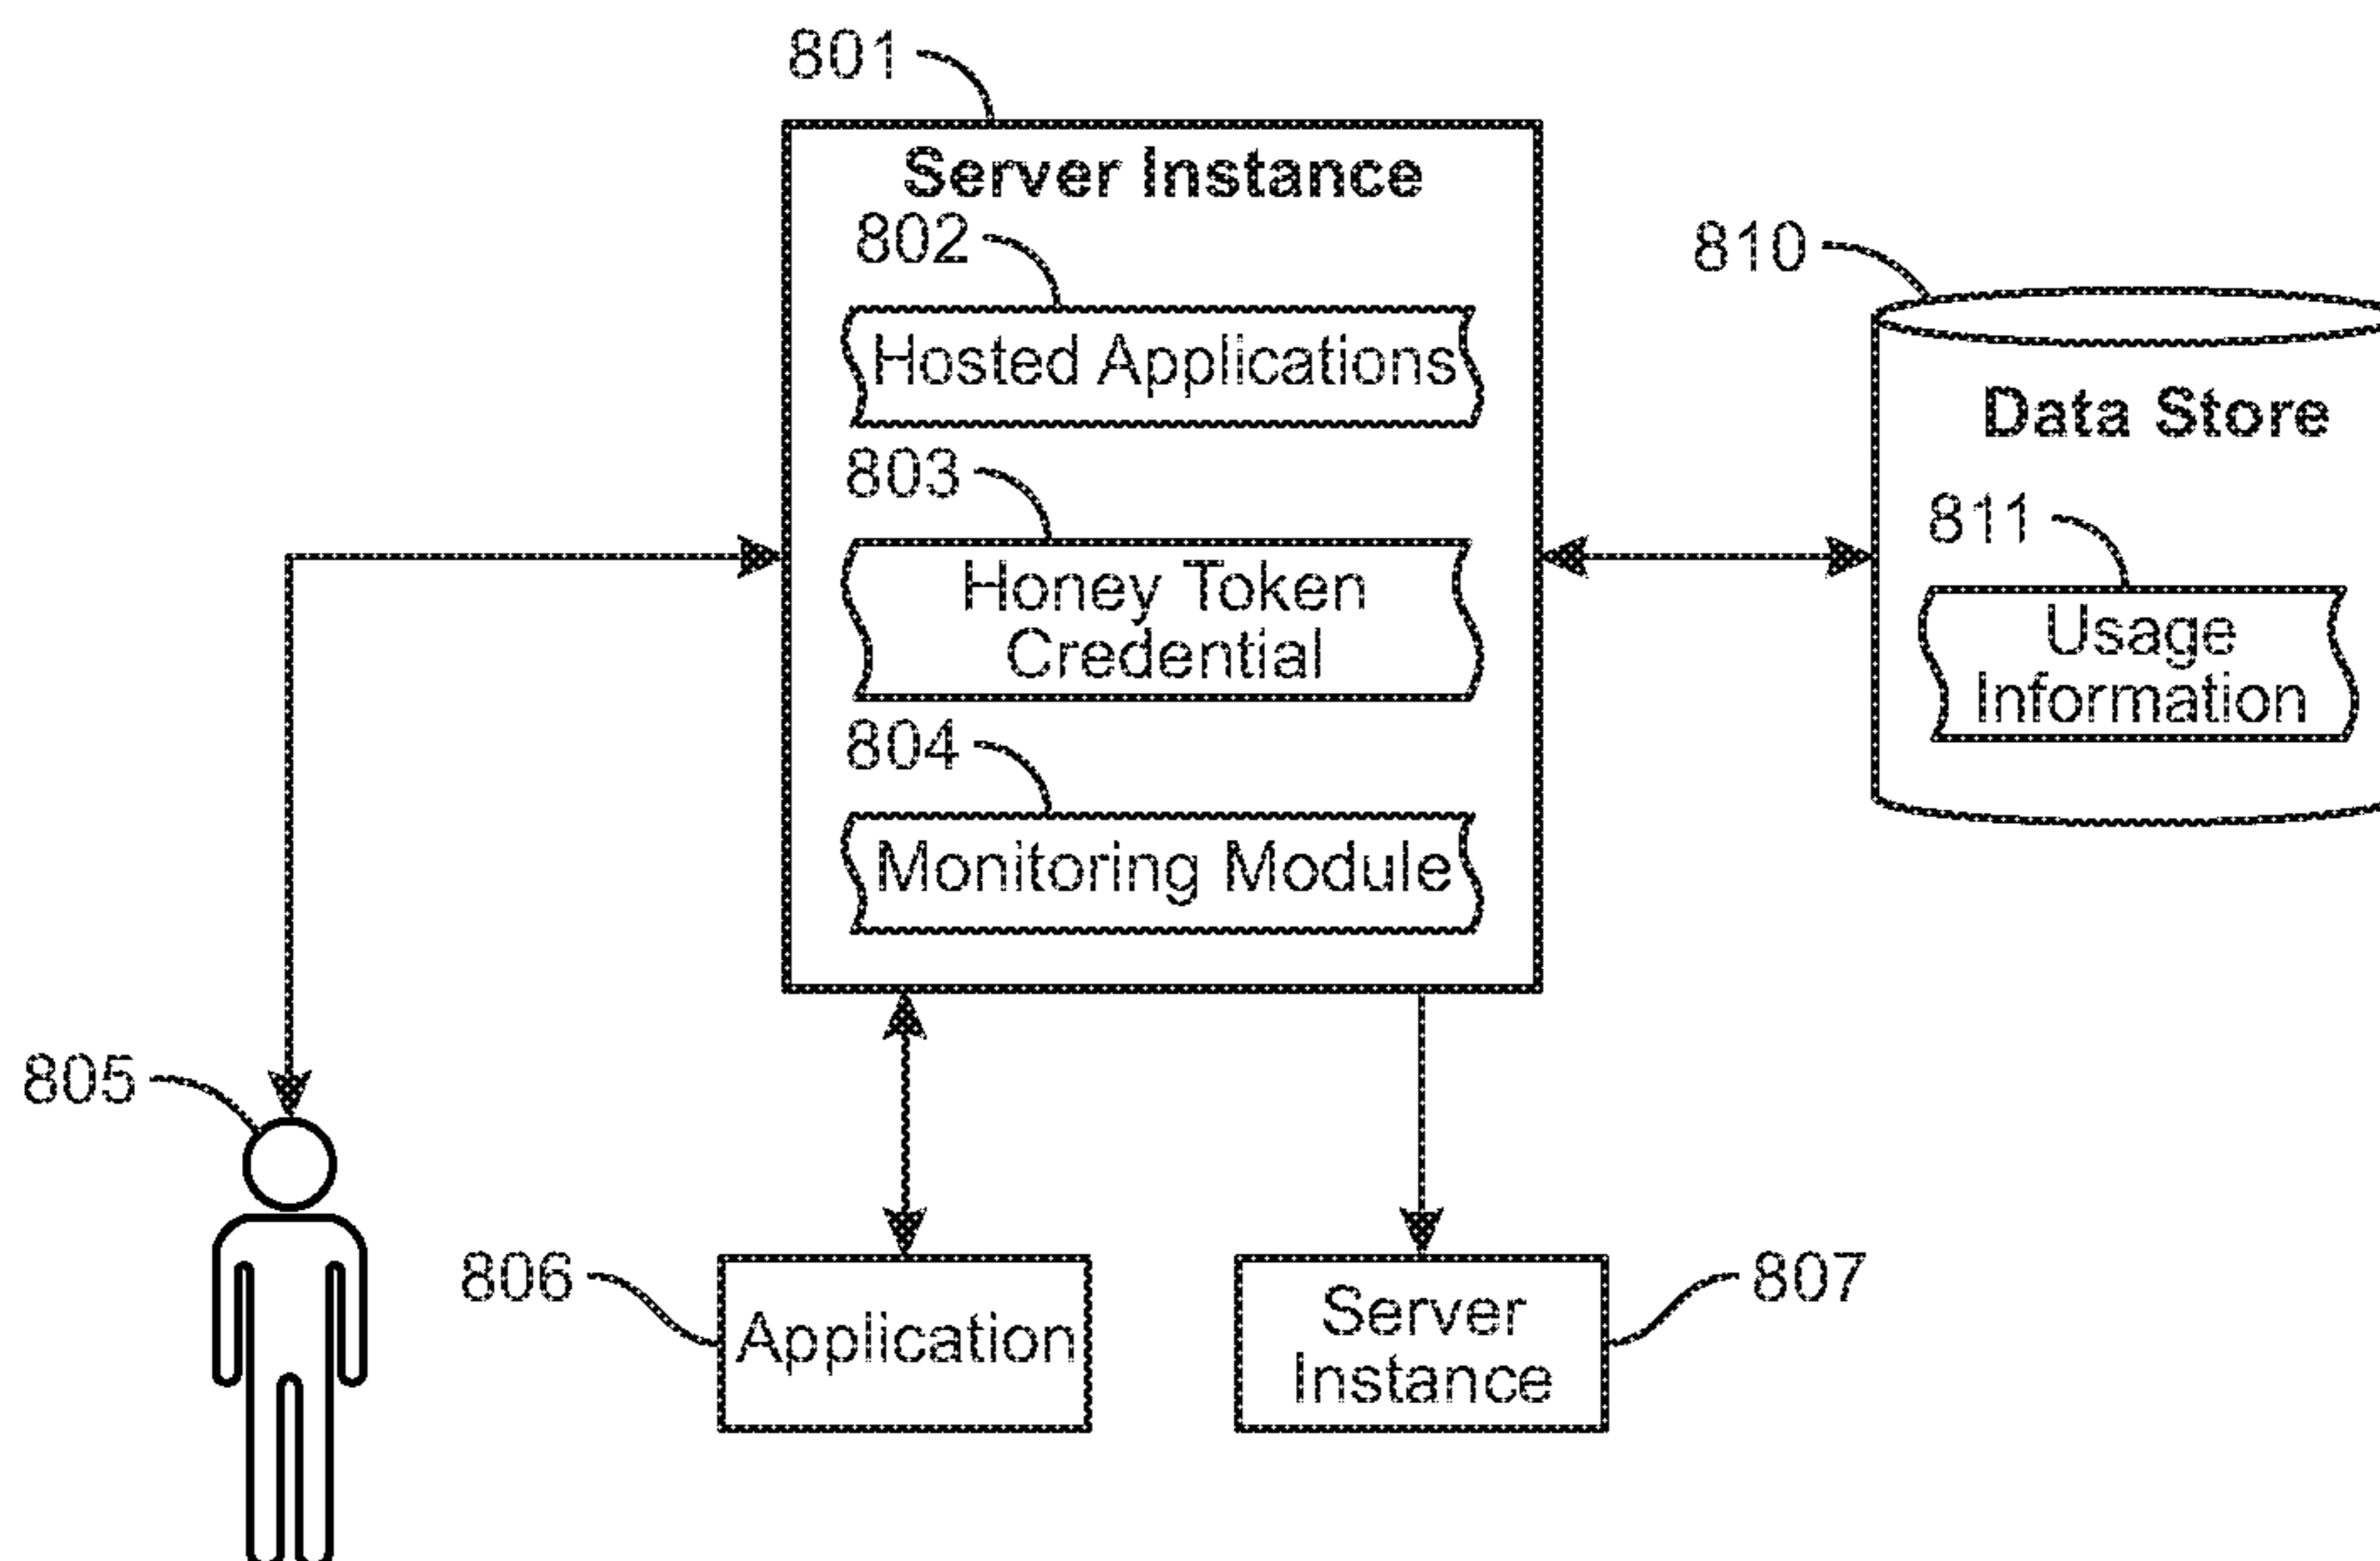 801
Server Instance
802
Hosted Applications
803
Honey Token
Credential
804
Monitoring Module
810
Data Store
811
Usage
Information
805
806
Application
Server
Instance
807